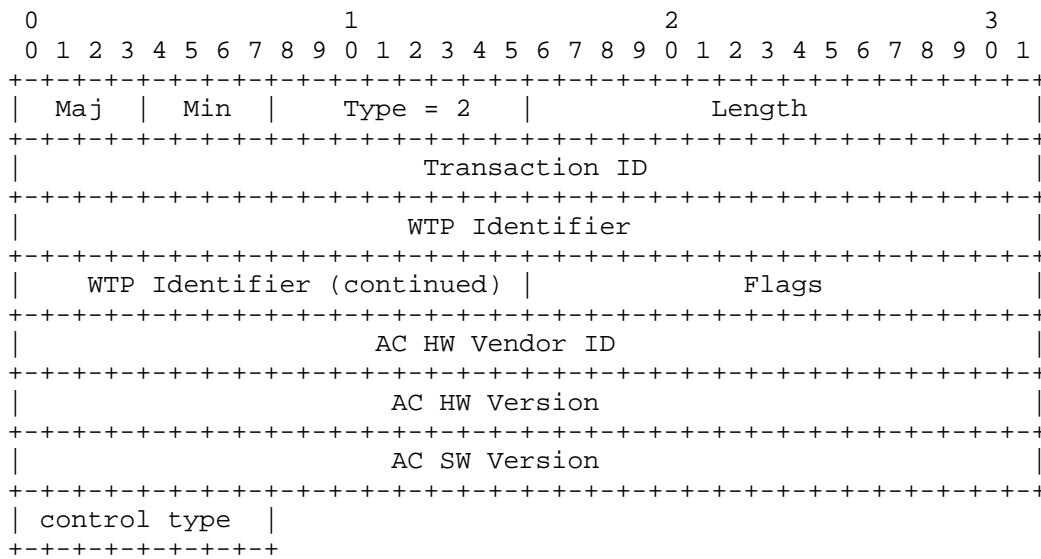 0                   1                   2                   3
 0 1 2 3 4 5 6 7 8 9 0 1 2 3 4 5 6 7 8 9 0 1 2 3 4 5 6 7 8 9 0 1
+-+-+-+-+-+-+-+-+-+-+-+-+-+-+-+-+-+-+-+-+-+-+-+-+-+-+-+-+-+-+-+-+
|  Maj  |  Min  |    Type = 2   |           Length              |
+-+-+-+-+-+-+-+-+-+-+-+-+-+-+-+-+-+-+-+-+-+-+-+-+-+-+-+-+-+-+-+-+
|                         Transaction ID                        |
+-+-+-+-+-+-+-+-+-+-+-+-+-+-+-+-+-+-+-+-+-+-+-+-+-+-+-+-+-+-+-+-+
|                        WTP Identifier                         |
+-+-+-+-+-+-+-+-+-+-+-+-+-+-+-+-+-+-+-+-+-+-+-+-+-+-+-+-+-+-+-+-+
|    WTP Identifier (continued) |             Flags             |
+-+-+-+-+-+-+-+-+-+-+-+-+-+-+-+-+-+-+-+-+-+-+-+-+-+-+-+-+-+-+-+-+
|                      AC HW Vendor ID                          |
+-+-+-+-+-+-+-+-+-+-+-+-+-+-+-+-+-+-+-+-+-+-+-+-+-+-+-+-+-+-+-+-+
|                       AC HW Version                           |
+-+-+-+-+-+-+-+-+-+-+-+-+-+-+-+-+-+-+-+-+-+-+-+-+-+-+-+-+-+-+-+-+
|                       AC SW Version                           |
+-+-+-+-+-+-+-+-+-+-+-+-+-+-+-+-+-+-+-+-+-+-+-+-+-+-+-+-+-+-+-+-+
| control type  |
+-+-+-+-+-+-+-+-+